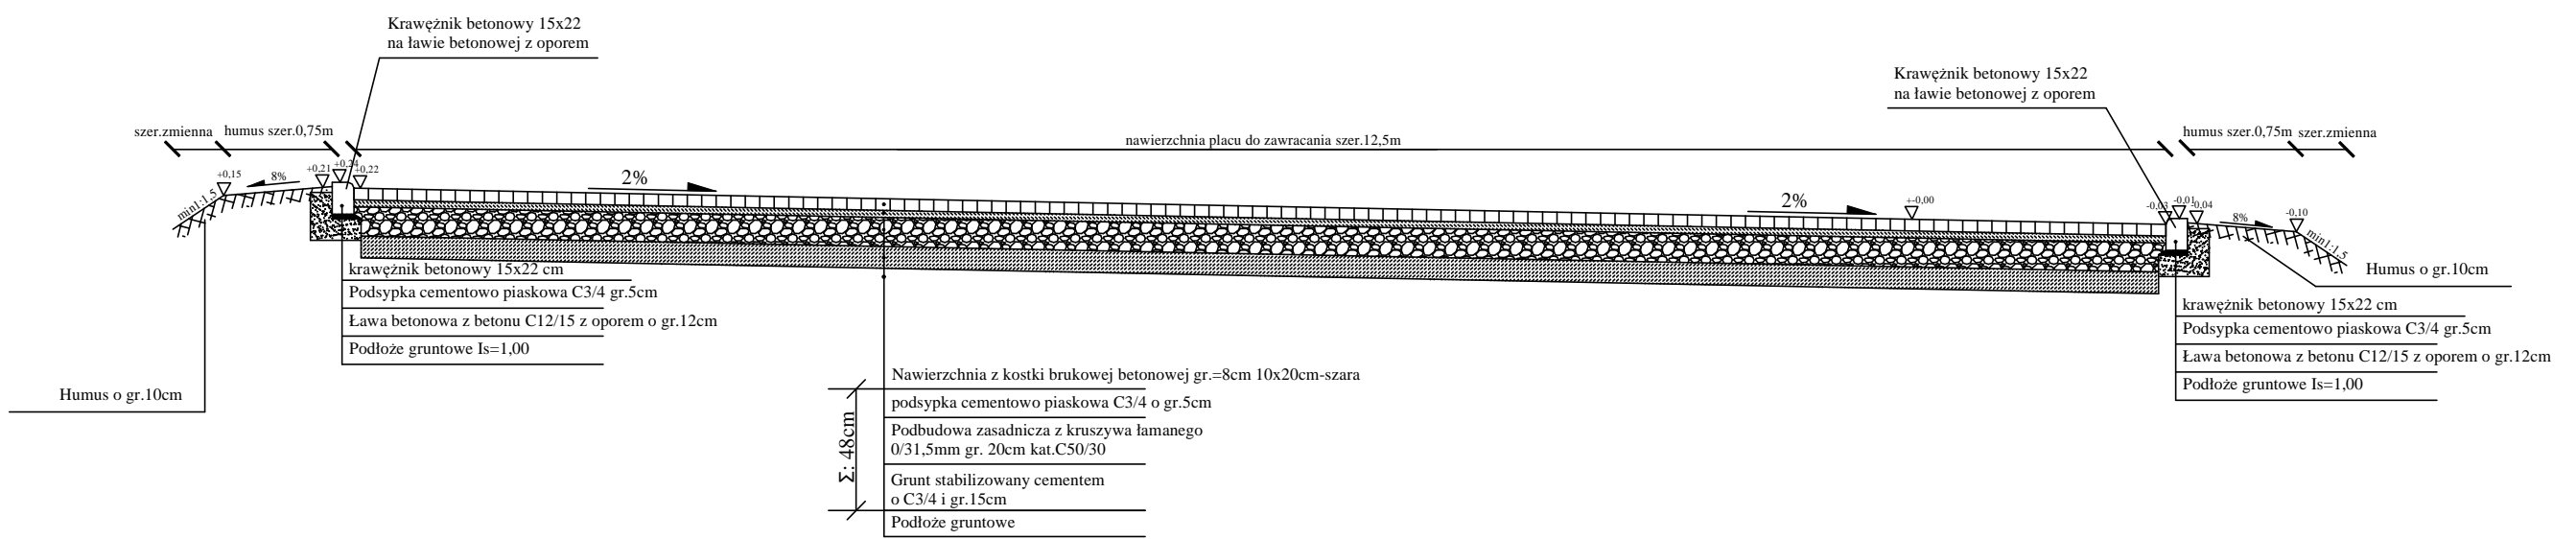 Krawężnik betonowy 15x22
na ławie betonowej z oporem
Krawężnik betonowy 15x22
na ławie betonowej z oporem
szer.zmienna
humus szer.0,75m
nawierzchnia placu do zawracania szer.12,5m
humus szer.0,75m
szer.zmienna
+0,15
8%
+0,21
+0,24
+0,22
min1:1,5
2%
2%
+-0,00
-0,03
-0,01
-0,04
8%
-0,10
min1:1,5
krawężnik betonowy 15x22 cm
Podsypka cementowo piaskowa C3/4 gr.5cm
Ława betonowa z betonu C12/15 z oporem o gr.12cm
Podłoże gruntowe Is=1,00
Humus o gr.10cm
Humus o gr.10cm
krawężnik betonowy 15x22 cm
Podsypka cementowo piaskowa C3/4 gr.5cm
Ława betonowa z betonu C12/15 z oporem o gr.12cm
Podłoże gruntowe Is=1,00
Σ: 48cm
Nawierzchnia z kostki brukowej betonowej gr.=8cm 10x20cm-szara
podsypka cementowo piaskowa C3/4 o gr.5cm
Podbudowa zasadnicza z kruszywa łamanego
0/31,5mm gr. 20cm kat.C50/30
Grunt stabilizowany cementem
o C3/4 i gr.15cm
Podłoże gruntowe